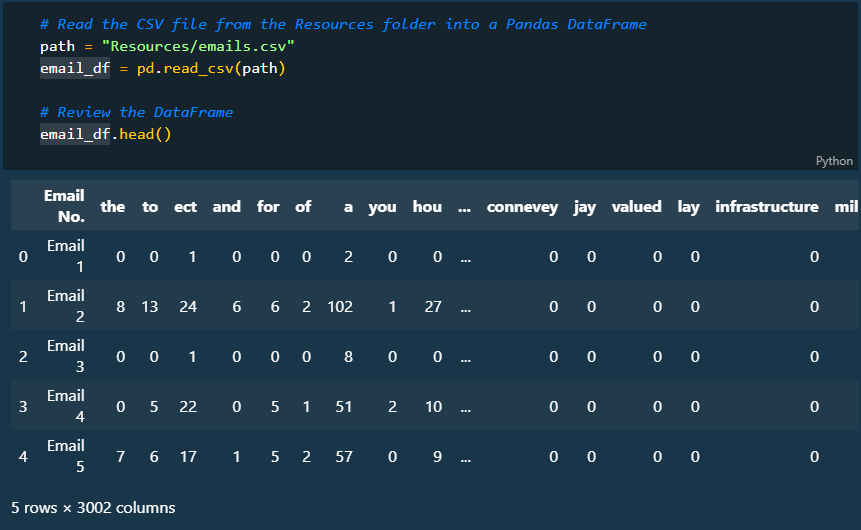 # Read the CSV file from the Resources folder into a Pandas DataFrame
path = "Resources/emails.csv"
email_df = pd.read_csv(path)
# Review the DataFrame
email_df.head()
Python
Email No. the to ect and for of a you hou ... connevey jay valued lay infrastructure mil
0 Email 1 0 0 1 0 0 0 2 0 0 ... 0 0 0 0 0
1 Email 2 8 13 24 6 6 2 102 1 27 ... 0 0 0 0 0
2 Email 3 0 0 1 0 0 0 8 0 0 ... 0 0 0 0 0
3 Email 4 0 5 22 0 5 1 51 2 10 ... 0 0 0 0 0
4 Email 5 7 6 17 1 5 2 57 0 9 ... 0 0 0 0 0
5 rows × 3002 columns